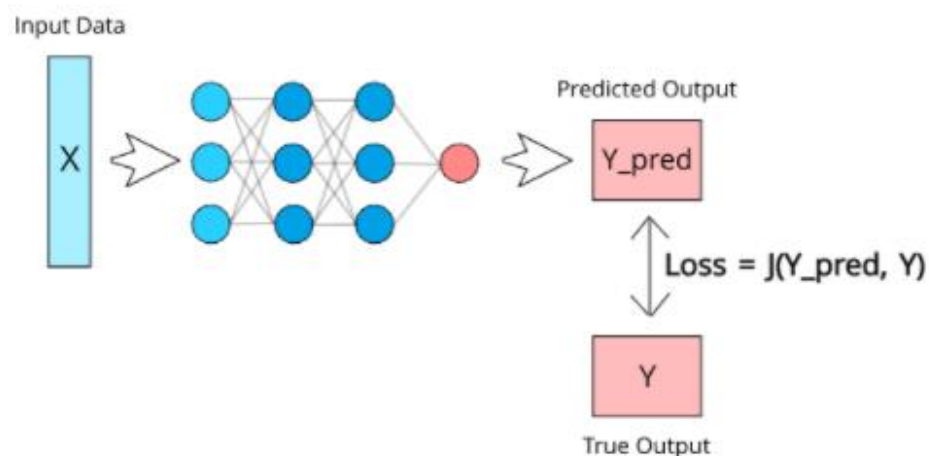 Input Data
X
Predicted Output
Y_pred
Loss = J(Y_pred, Y)
Y
True Output